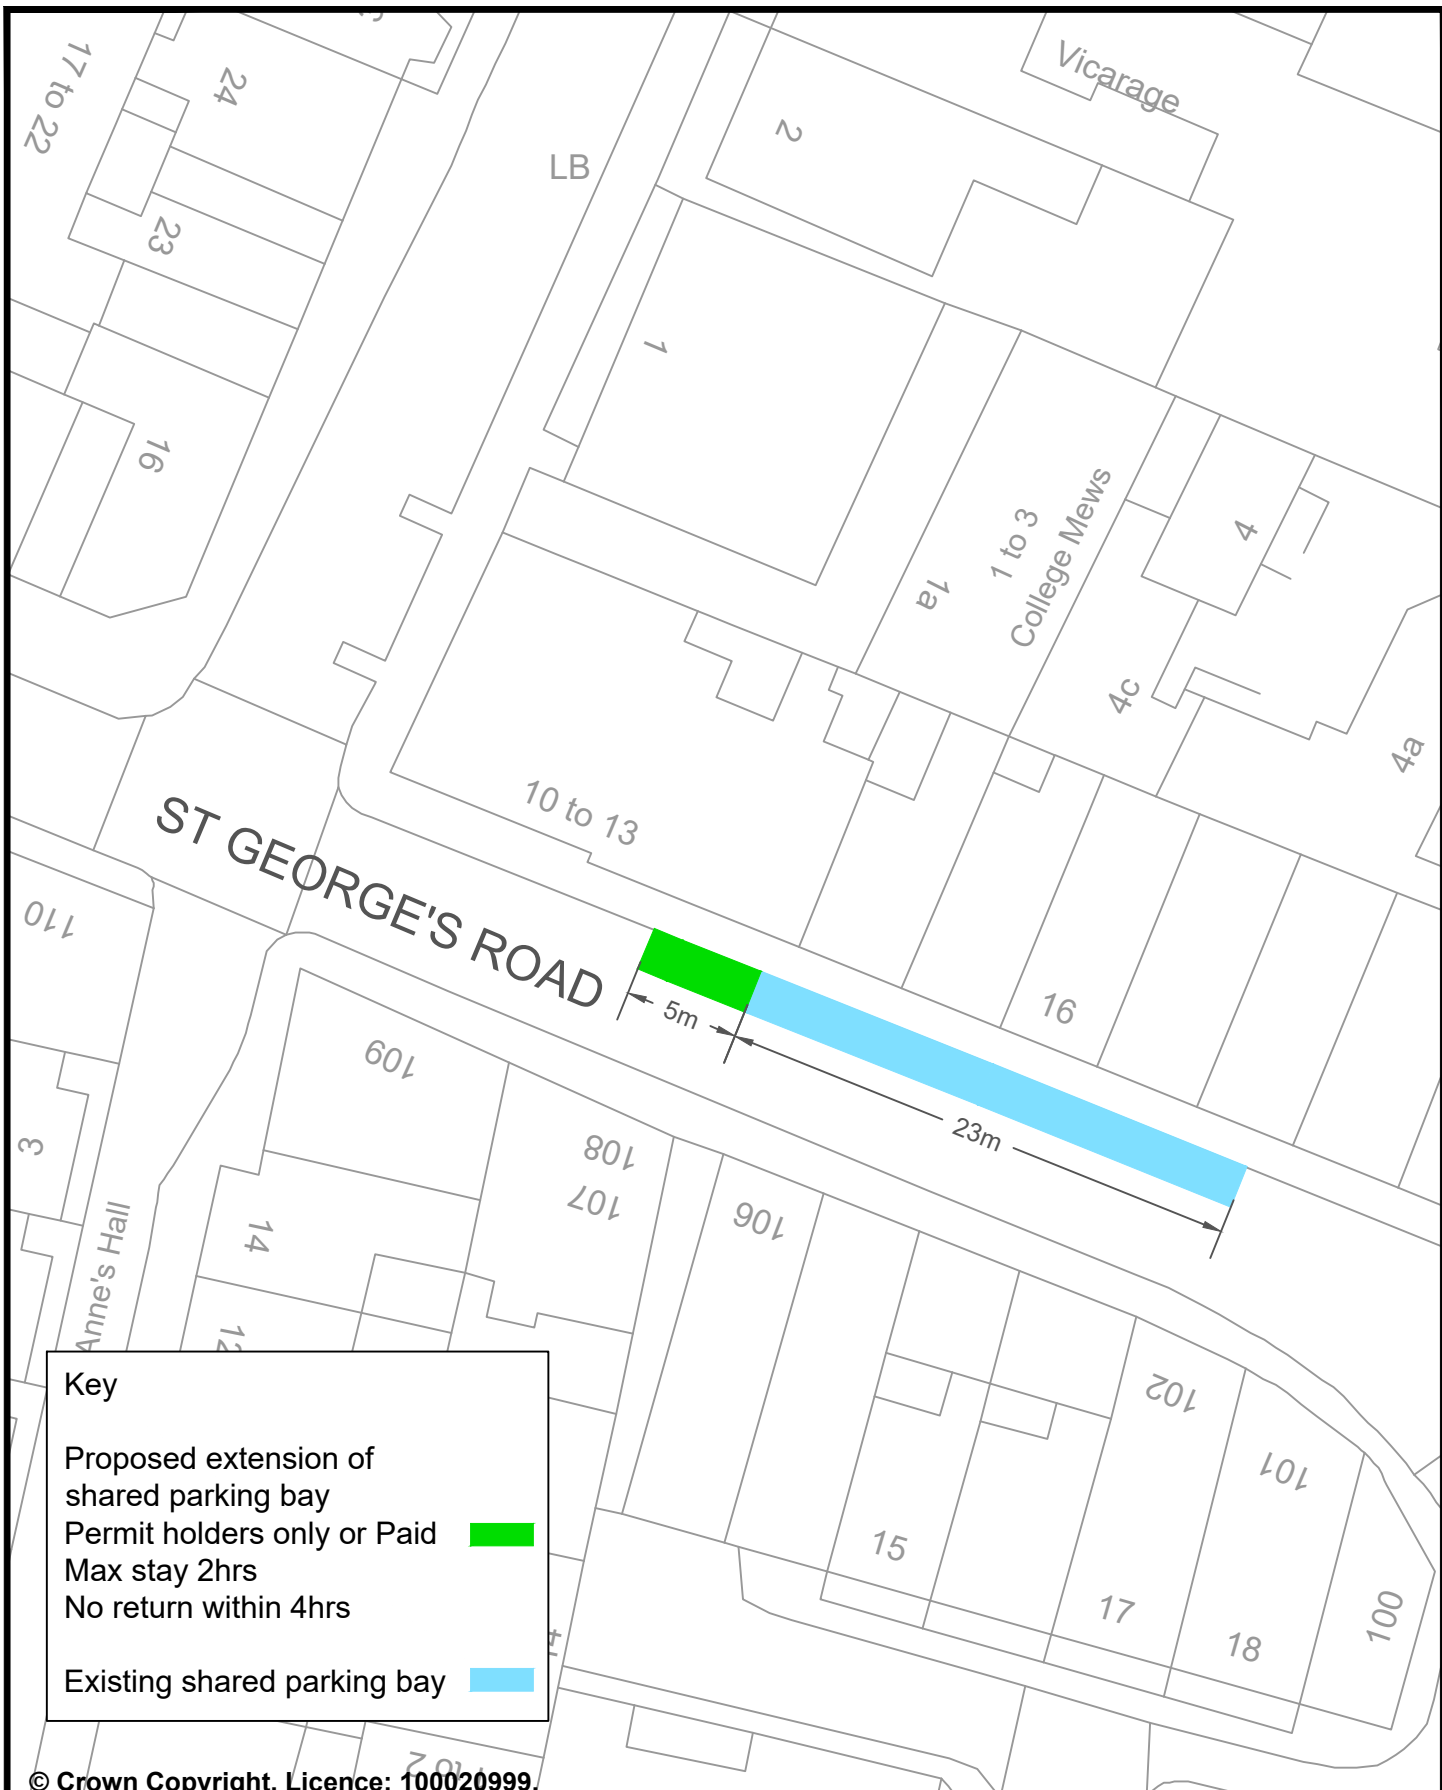 17 to 22
24
LB
2
Vicarage
23
1
16
1a
1 to 3
College Mews
4
4c
4a
10 to 13
ST GEORGE'S ROAD
110
5m
16
109
23m
3
108
107
106
14
Anne's Hall
12
102
101
15
17
18
100
Key
Proposed extension of
shared parking bay
Permit holders only or Paid
Max stay 2hrs
No return within 4hrs
Existing shared parking bay
to 2
© Crown Copyright. Licence: 100020999.